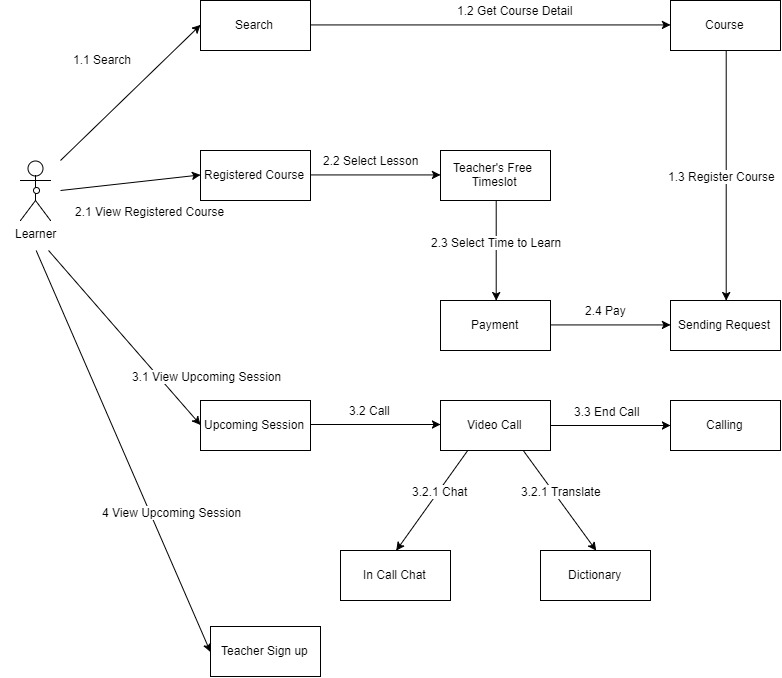 Search
1.2 Get Course Detail
Course
1.1 Search
Registered Course
2.2 Select Lesson
Teacher's Free
Timeslot
1.3 Register Course
2.1 View Registered Course
Learner
2.3 Select Time to Learn
Payment
2.4 Pay
Sending Request
3.1 View Upcoming Session
Upcoming Session
3.2 Call
Video Call
3.3 End Call
Calling
3.2.1 Chat
3.2.1 Translate
4 View Upcoming Session
In Call Chat
Dictionary
Teacher Sign up